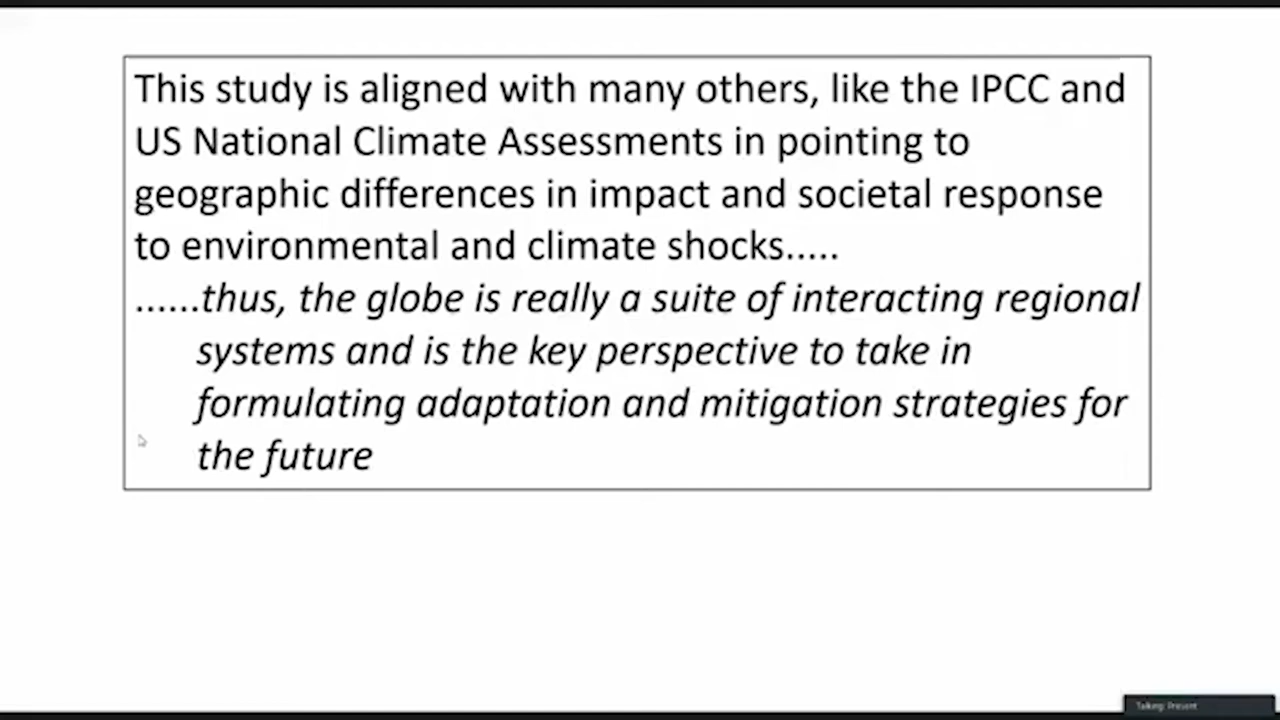 This study is aligned with many others, like the IPCC and
US National Climate Assessments in pointing to
geographic differences in impact and societal response
to environmental and climate shocks.....
......thus, the globe is really a suite of interacting regional
systems and is the key perspective to take in
formulating adaptation and mitigation strategies for
the future
Talking: Present